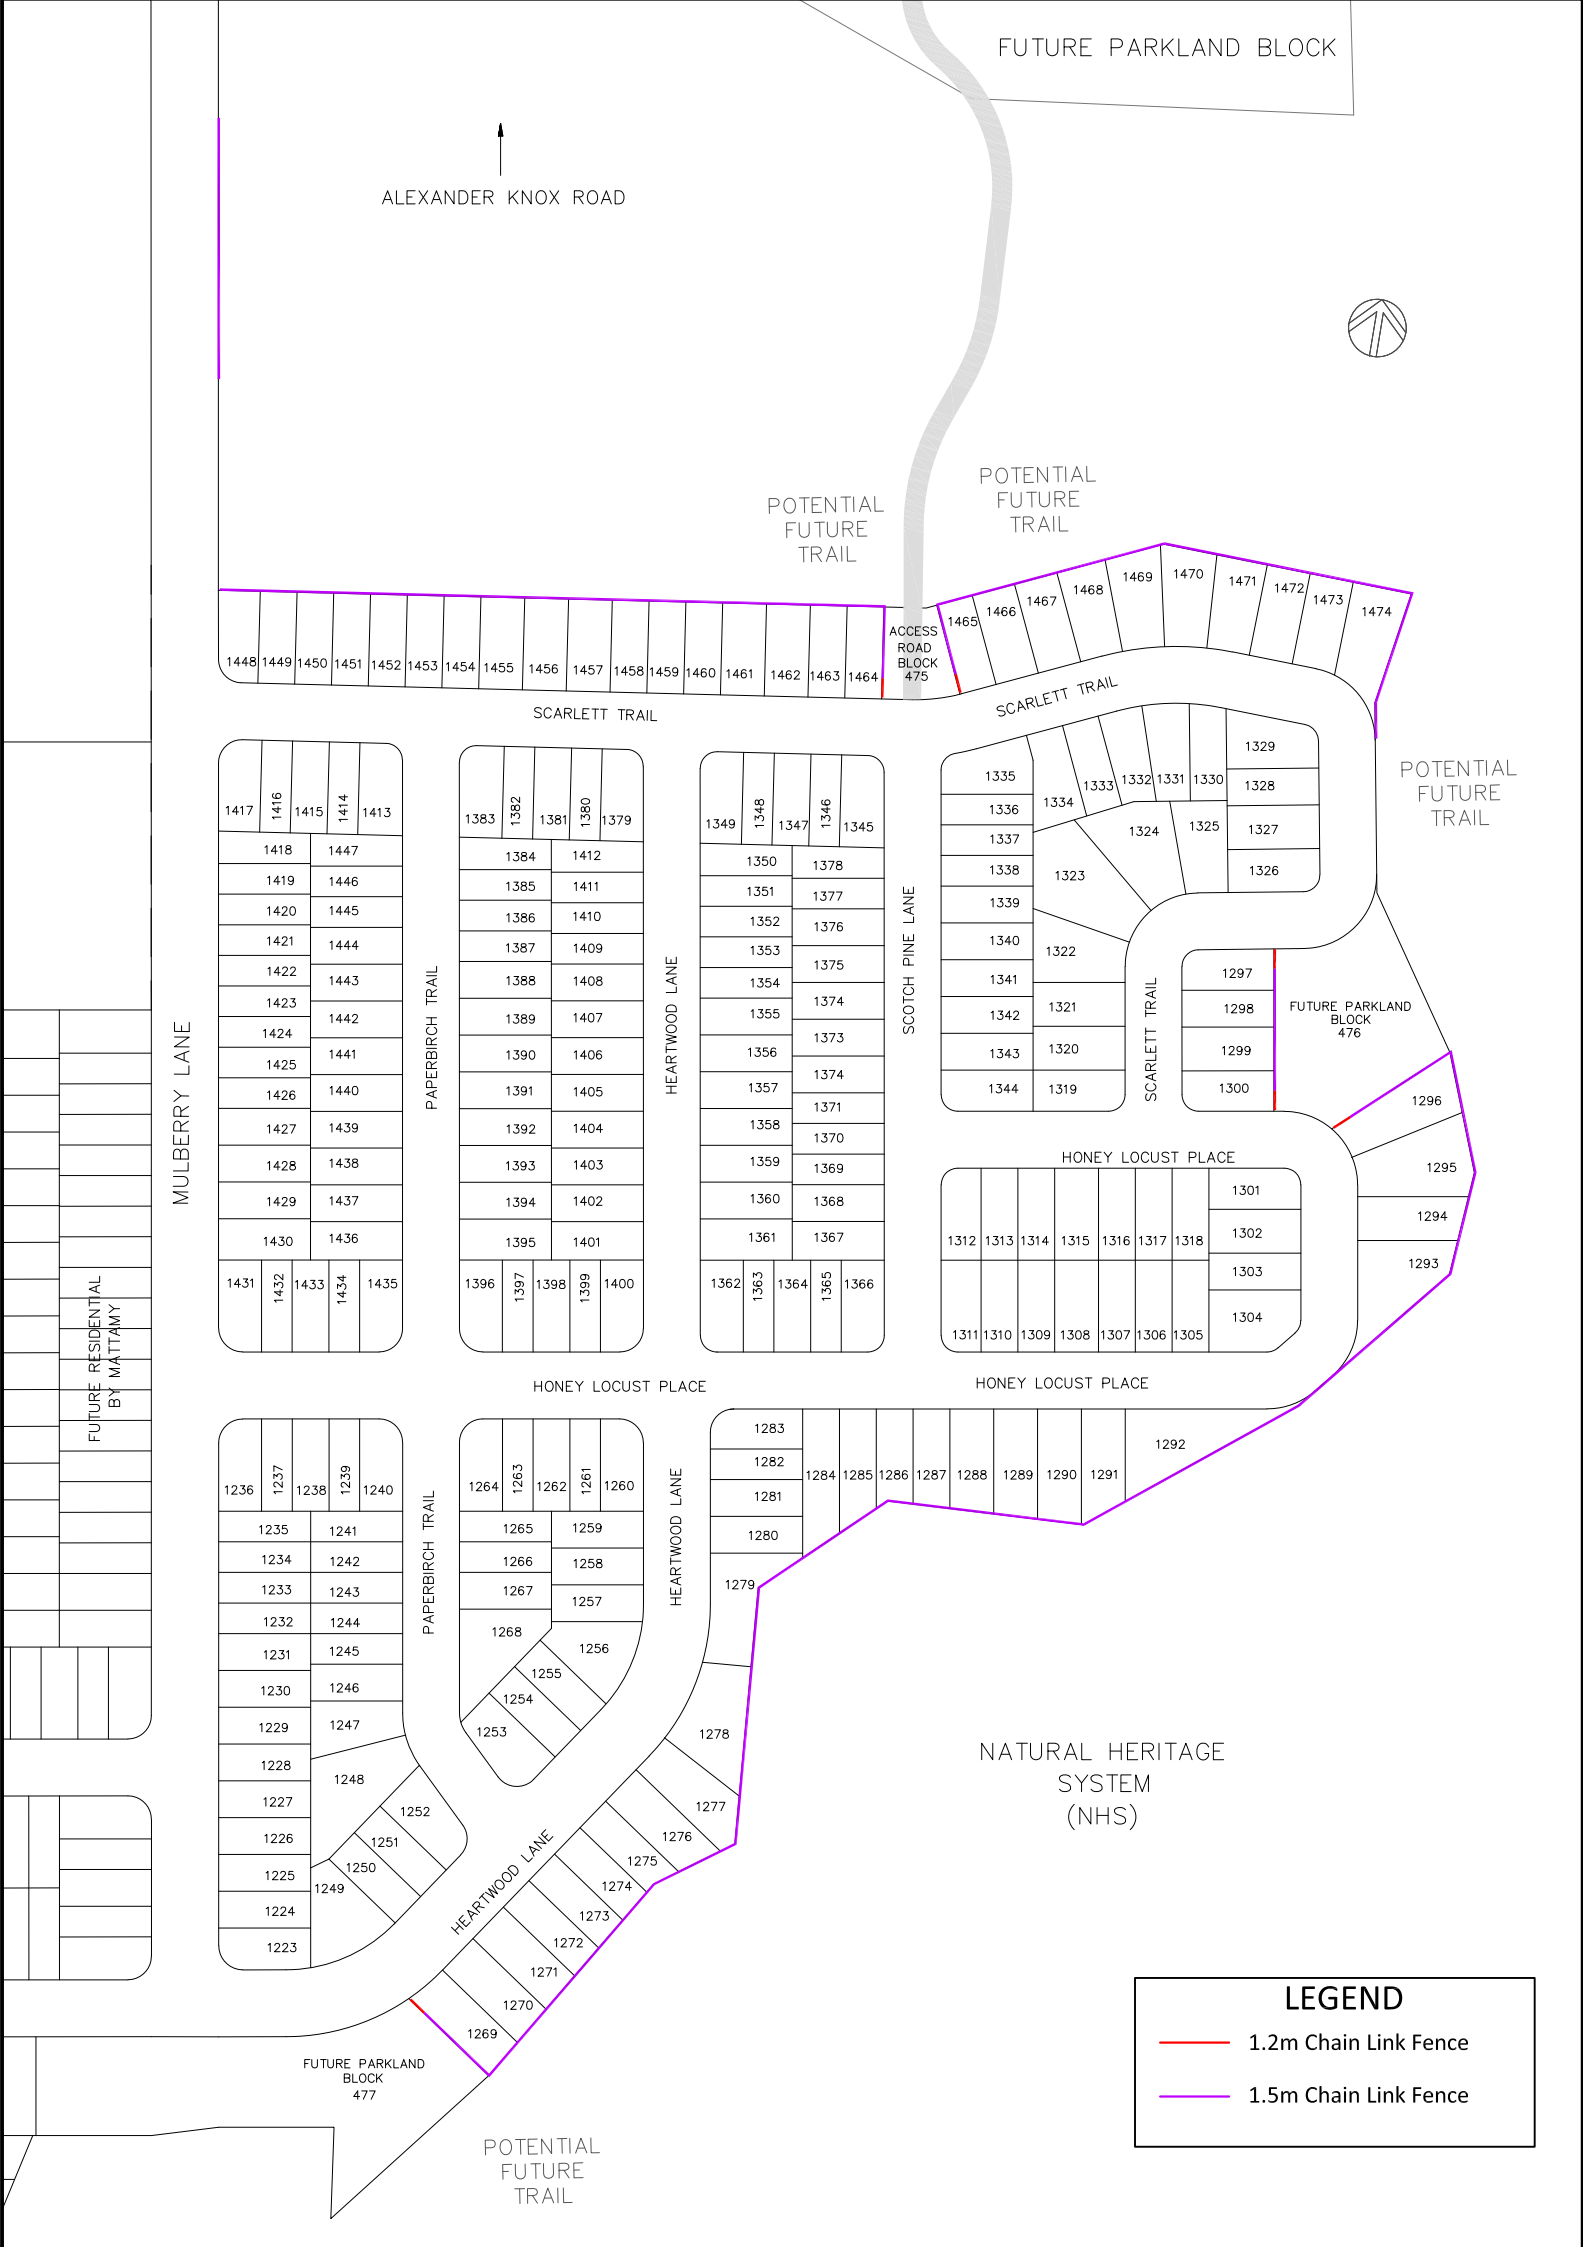 FUTURE PARKLAND BLOCK
ALEXANDER KNOX ROAD
POTENTIAL
FUTURE
TRAIL
POTENTIAL
FUTURE
TRAIL
1448 1449 1450 1451 1452 1453 1454 1455 1456 1457 1458 1459 1460 1461 1462 1463 1464
ACCESS
ROAD
BLOCK
475
1465 1466 1467 1468 1469 1470 1471 1472 1473 1474
SCARLETT TRAIL
SCARLETT TRAIL
POTENTIAL
FUTURE
TRAIL
1417 1416 1415 1414 1413
1418 1447
1419 1446
1420 1445
1421 1444
1422 1443
1423 1442
1424 1441
1425 1440
1426 1439
1427 1438
1428 1437
1429 1436
1430
1431 1432 1433 1434 1435
MULBERRY LANE
PAPERBIRCH TRAIL
1383 1382 1381 1380 1379
1384 1412
1385 1411
1386 1410
1387 1409
1388 1408
1389 1407
1390 1406
1391 1405
1392 1404
1393 1403
1394 1402
1395 1401
1396 1397 1398 1399 1400
HEARTWOOD LANE
1349 1348 1347 1346 1345
1350 1378
1351 1377
1352 1376
1353 1375
1354 1374
1355 1373
1356 1374
1357 1371
1358 1370
1359 1369
1360 1368
1361 1367
1362 1363 1364 1365 1366
SCOTCH PINE LANE
1335
1336
1337
1338
1339
1340
1341
1342
1343
1344
1334 1333 1332 1331 1330
1329
1328
1327
1326
1325
1324
1323
1322
1321
1320
1319
SCARLETT TRAIL
1297
1298
1299
1300
FUTURE PARKLAND
BLOCK
476
1296
1295
1294
1293
HONEY LOCUST PLACE
1312 1313 1314 1315 1316 1317 1318
1301
1302
1303
1304
1311 1310 1309 1308 1307 1306 1305
FUTURE RESIDENTIAL
BY MATTAMY
HONEY LOCUST PLACE
HONEY LOCUST PLACE
1236 1237 1238 1239 1240
1235 1241
1234 1242
1233 1243
1232 1244
1231 1245
1230 1246
1229 1247
1228
1227
1226
1225
1224
1223
1248
1252
1251
1250
1249
PAPERBIRCH TRAIL
1264 1263 1262 1261 1260
1265 1259
1266 1258
1267 1257
1268 1256
1255
1254
1253
HEARTWOOD LANE
1283
1282
1281
1280
1279
1284 1285 1286 1287 1288 1289 1290 1291 1292
1278
1277
1276
1275
1274
1273
1272
1271
1270
1269
HEARTWOOD LANE
NATURAL HERITAGE
SYSTEM
(NHS)
FUTURE PARKLAND
BLOCK
477
POTENTIAL
FUTURE
TRAIL
LEGEND
1.2m Chain Link Fence
1.5m Chain Link Fence